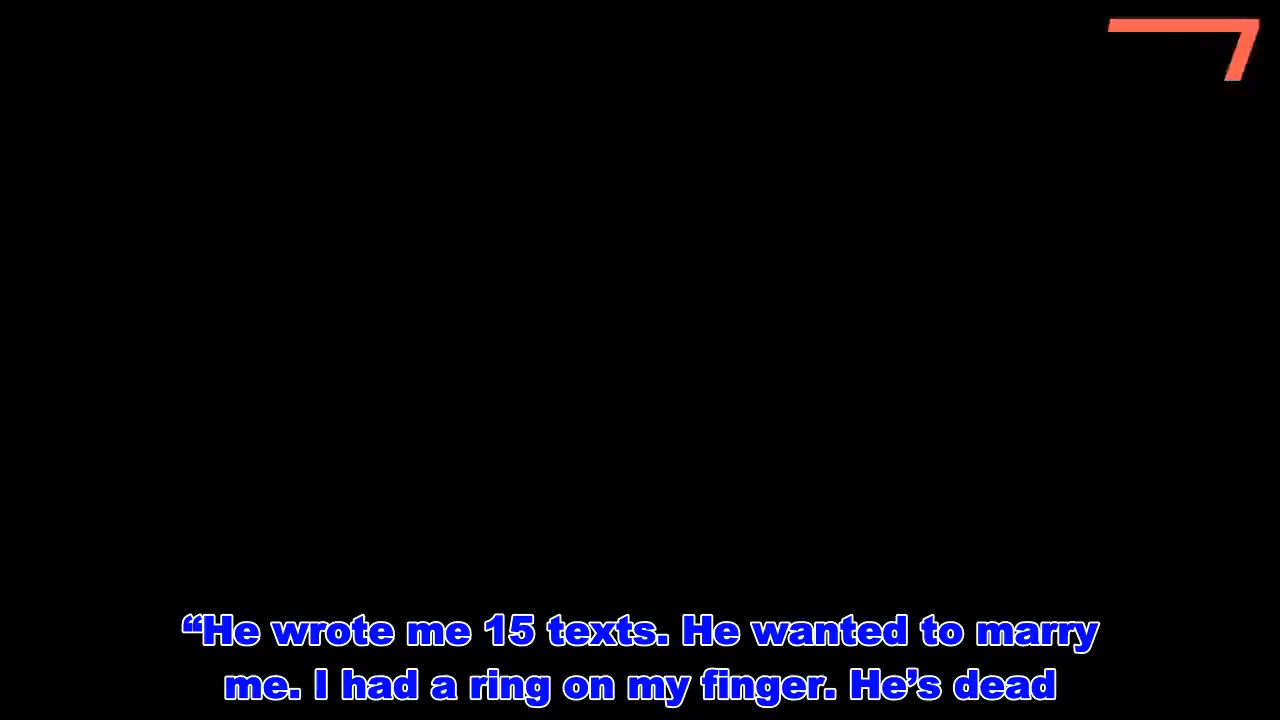 “He wrote me 15 texts. He wanted to marry
me. I had a ring on my finger. He’s dead